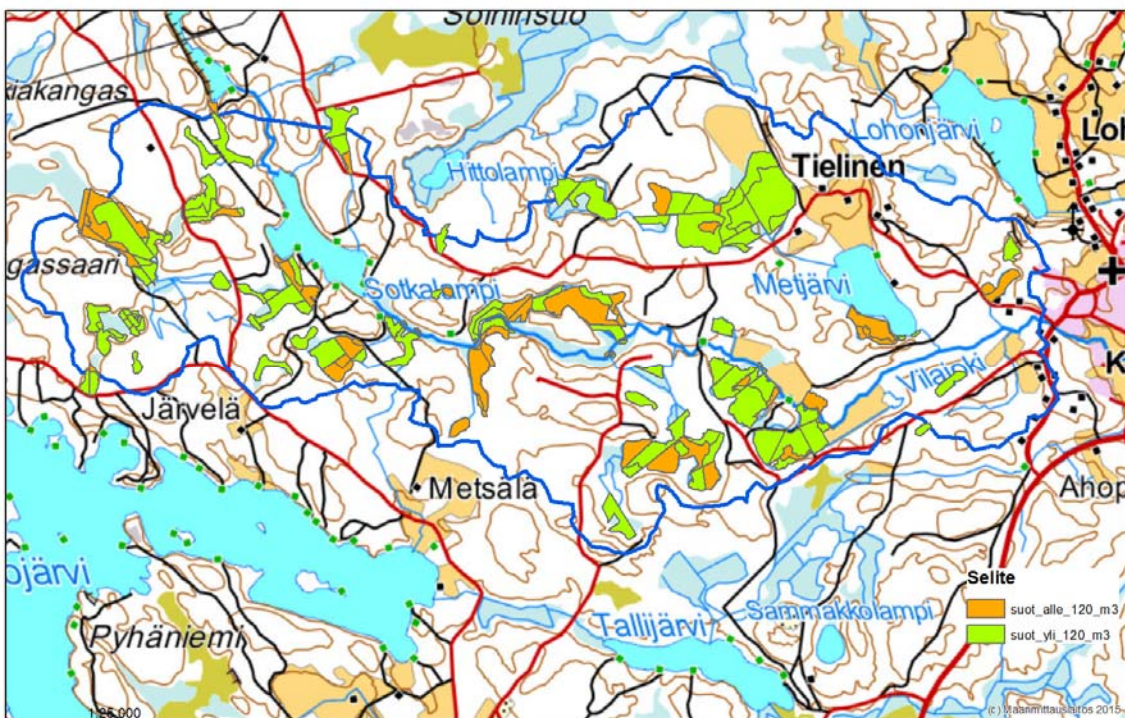 Soininsuo
kiakangas
Lohonjärvi
Loh
Hittolampi
Tielinen
gassaari
Sotkalampi
Metjärvi
Vilajoki
K
Järvelä
Metsälä
Ahop
ojärvi
Selite
suot_alle_120_m3
suot_yli_120_m3
Pyhäniemi
Tallijärvi
Sammakkolampi
1:25 000
(c) Maanmittauslaitos 2015